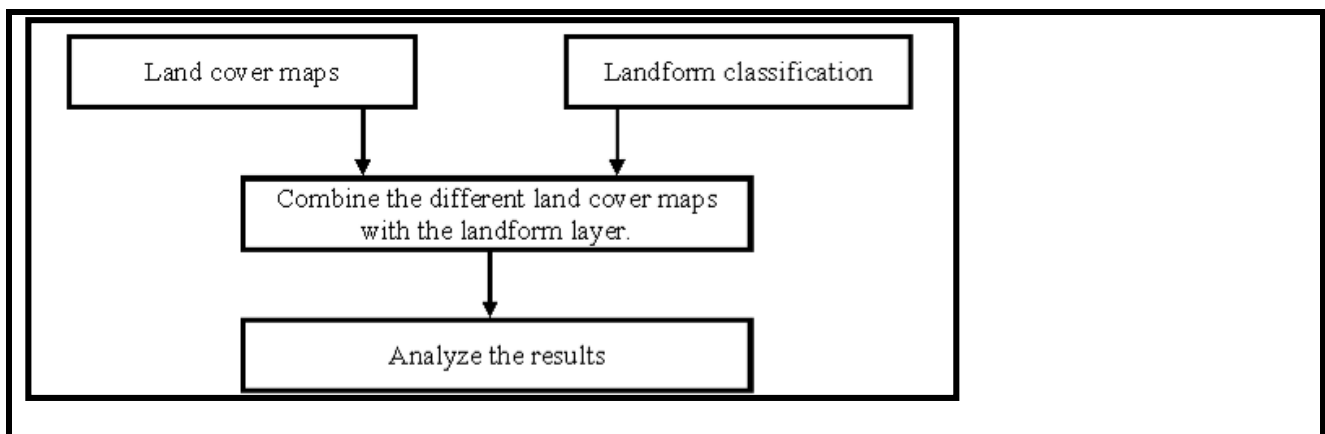 Land cover maps
Landform classification
Combine the different land cover maps
with the landform layer.
Analyze the results